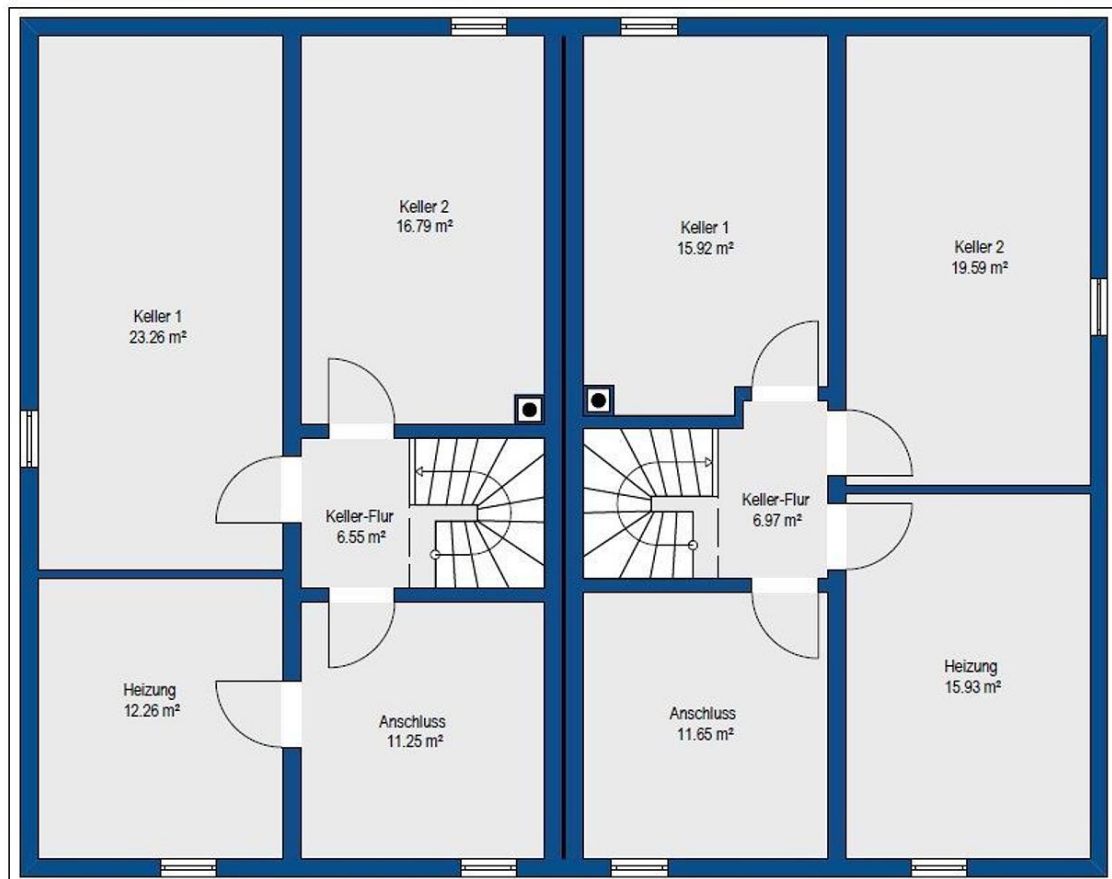 Keller 1
23.26 m²
Keller 2
16.79 m²
Keller-Flur
6.55 m²
Heizung
12.26 m²
Anschluss
11.25 m²
Keller 1
15.92 m²
Keller 2
19.59 m²
Keller-Flur
6.97 m²
Anschluss
11.65 m²
Heizung
15.93 m²